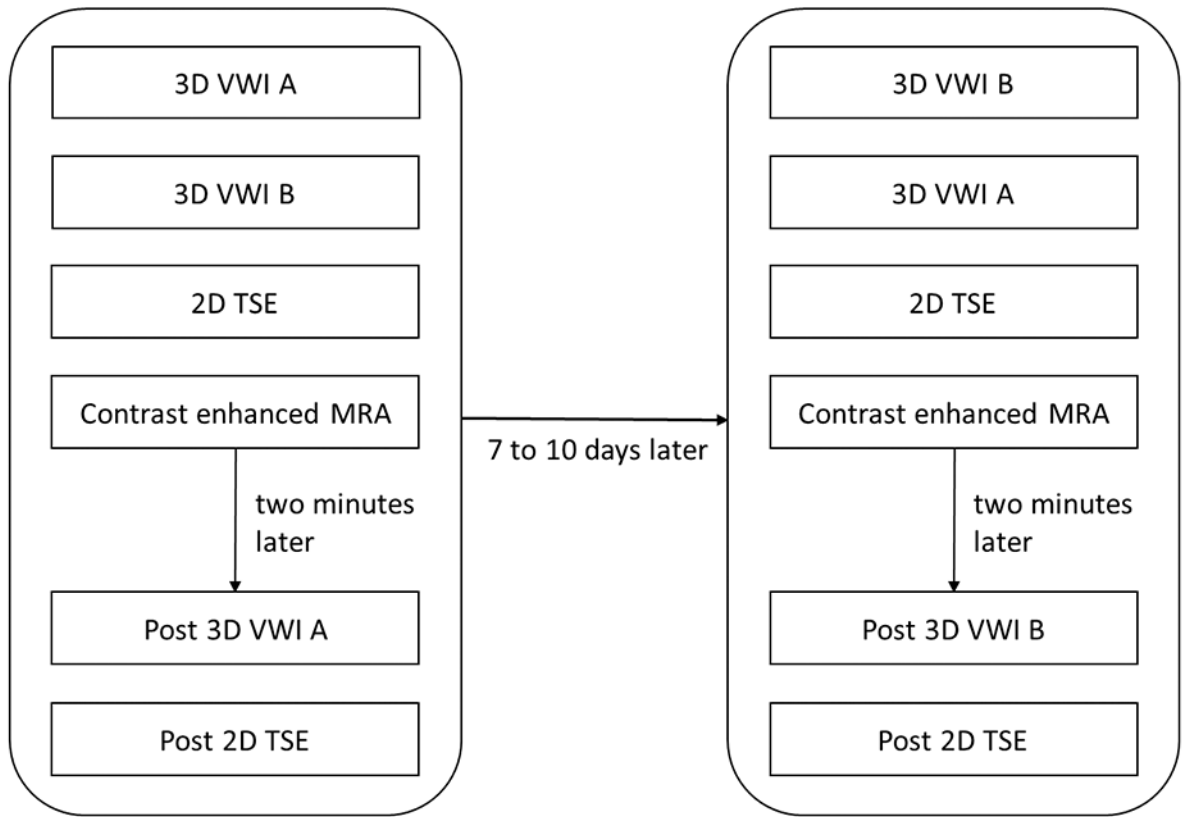 3D VWI A
3D VWI B
2D TSE
Contrast enhanced MRA
two minutes
later
Post 3D VWI A
Post 2D TSE
7 to 10 days later
3D VWI B
3D VWI A
2D TSE
Contrast enhanced MRA
two minutes
later
Post 3D VWI B
Post 2D TSE